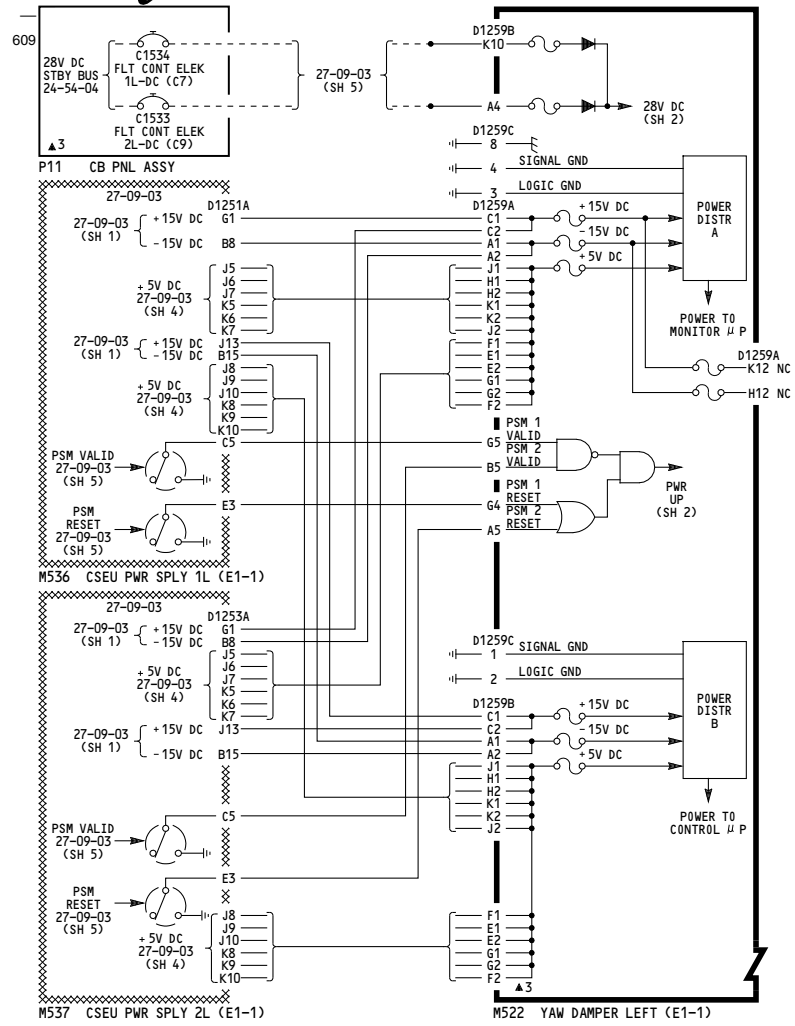 609
28V DC
STBY BUS
24-54-04
C1534
FLT CONT ELEK
1L-DC (C7)
C1533
FLT CONT ELEK
2L-DC (C9)
▲3
P11 CB PNL ASSY
27-09-03
(SH 5)
D1259B
K10
A4
28V DC
(SH 2)
D1259C
8
4 SIGNAL GND
3 LOGIC GND
D1259A
C1
C2
A1
A2
J1
H1
H2
K1
K2
J2
F1
E1
E2
G1
G2
F2
+15V DC
-15V DC
+5V DC
POWER
DISTR
A
POWER TO
MONITOR μP
D1259A
K12 NC
H12 NC
27-09-03
D1251A
27-09-03
(SH 1)
+15V DC G1
-15V DC B8
+5V DC
27-09-03
(SH 4)
J5
J6
J7
K5
K6
K7
27-09-03
(SH 1)
+15V DC J13
-15V DC B15
+5V DC
27-09-03
(SH 4)
J8
J9
J10
K8
K9
K10
C5
PSM VALID
27-09-03
(SH 5)
E3
PSM
RESET
27-09-03
(SH 5)
M536 CSEU PWR SPLY 1L (E1-1)
PSM 1
G5 VALID
PSM 2
B5 VALID
PSM 1
G4 RESET
PSM 2
A5 RESET
PWR
UP
(SH 2)
27-09-03
D1253A
27-09-03
(SH 1)
+15V DC G1
-15V DC B8
+5V DC
27-09-03
(SH 4)
J5
J6
J7
K5
K6
K7
27-09-03
(SH 1)
+15V DC J13
-15V DC B15
C5
PSM VALID
27-09-03
(SH 5)
E3
PSM
RESET
27-09-03
(SH 5)
+5V DC
27-09-03
(SH 4)
J8
J9
J10
K8
K9
K10
M537 CSEU PWR SPLY 2L (E1-1)
D1259C
1 SIGNAL GND
2 LOGIC GND
D1259B
C1
C2
A1
A2
J1
H1
H2
K1
K2
J2
F1
E1
E2
G1
G2
F2
+15V DC
-15V DC
+5V DC
POWER
DISTR
B
POWER TO
CONTROL μP
▲3
M522 YAW DAMPER LEFT (E1-1)